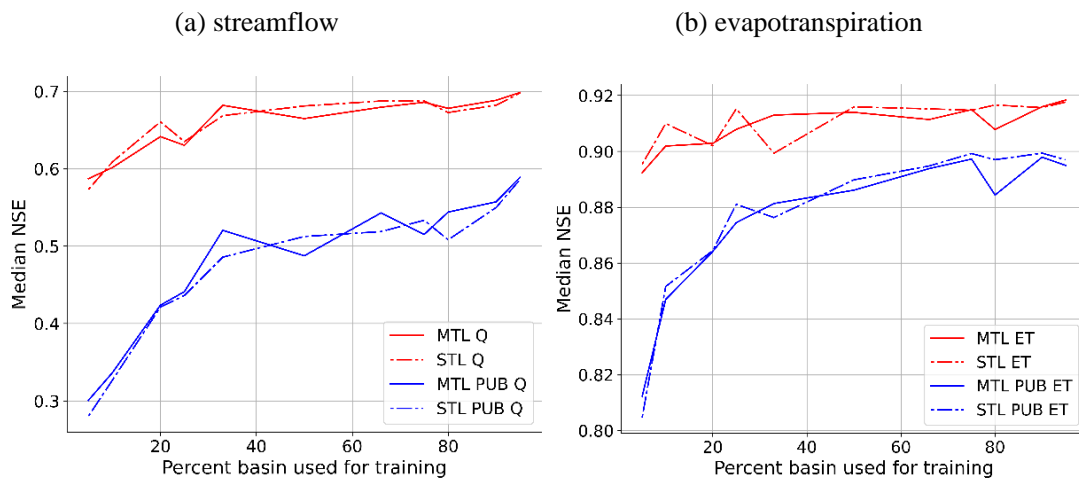 (a) streamflow
0.7
0.6
0.5
0.4
0.3
Median NSE
20
40
60
80
Percent basin used for training
MTL Q
STL Q
MTL PUB Q
STL PUB Q
(b) evapotranspiration
0.92
0.90
0.88
0.86
0.84
0.82
0.80
Median NSE
20
40
60
80
Percent basin used for training
MTL ET
STL ET
MTL PUB ET
STL PUB ET